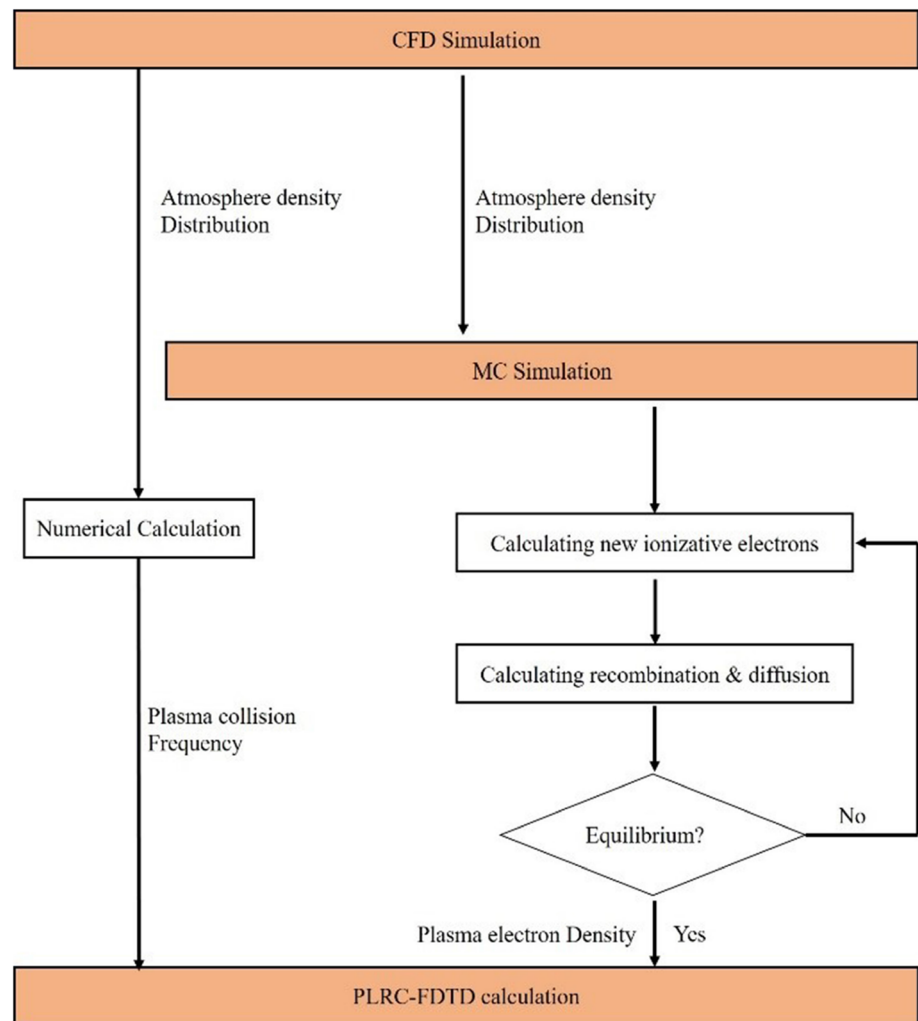 CFD Simulation
Atmosphere density
Distribution
Atmosphere density
Distribution
MC Simulation
Numerical Calculation
Calculating new ionizative electrons
Calculating recombination & diffusion
Plasma collision
Frequency
Equilibrium?
No
Plasma electron Density
Yes
PLRC-FDTD calculation